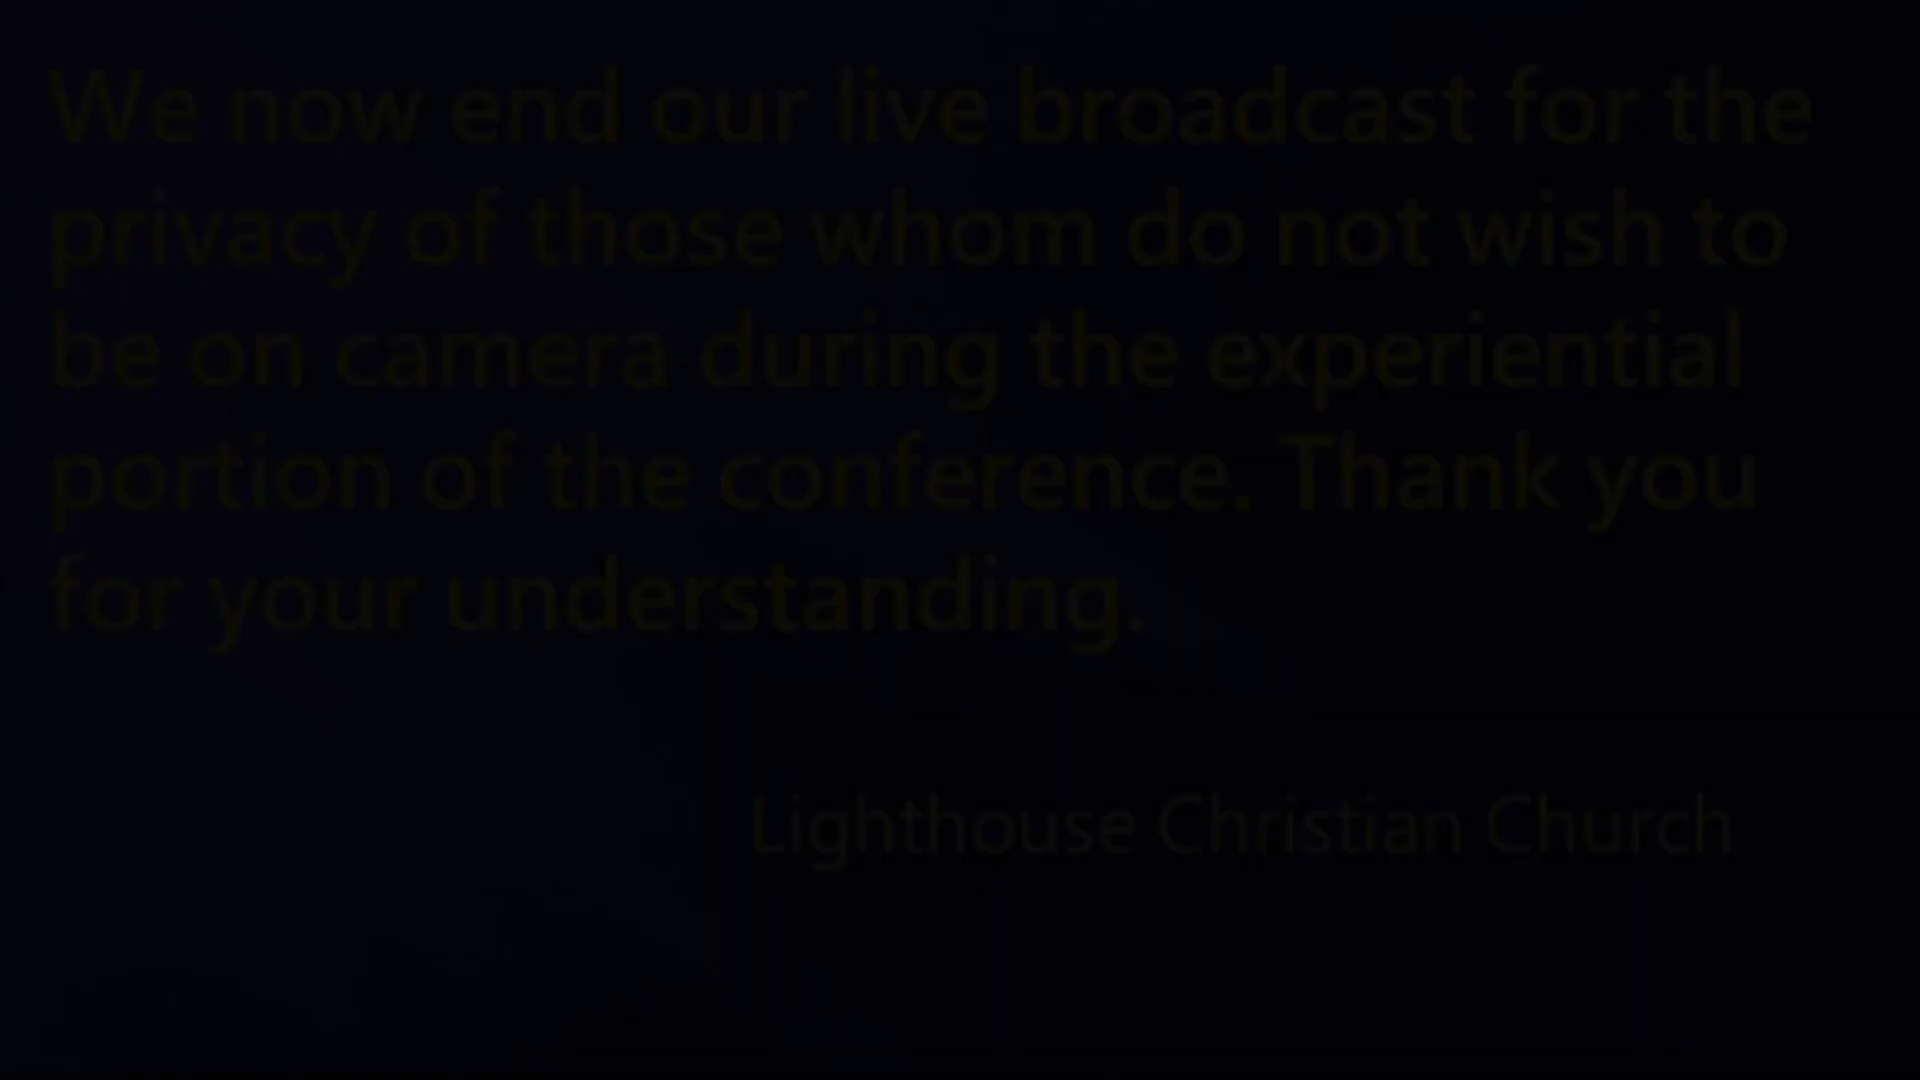 We now end our live broadcast for the
privacy of those whom do not wish to
be on camera during the experiential
portion of the conference. Thank you
for your understanding.
Lighthouse Christian Church